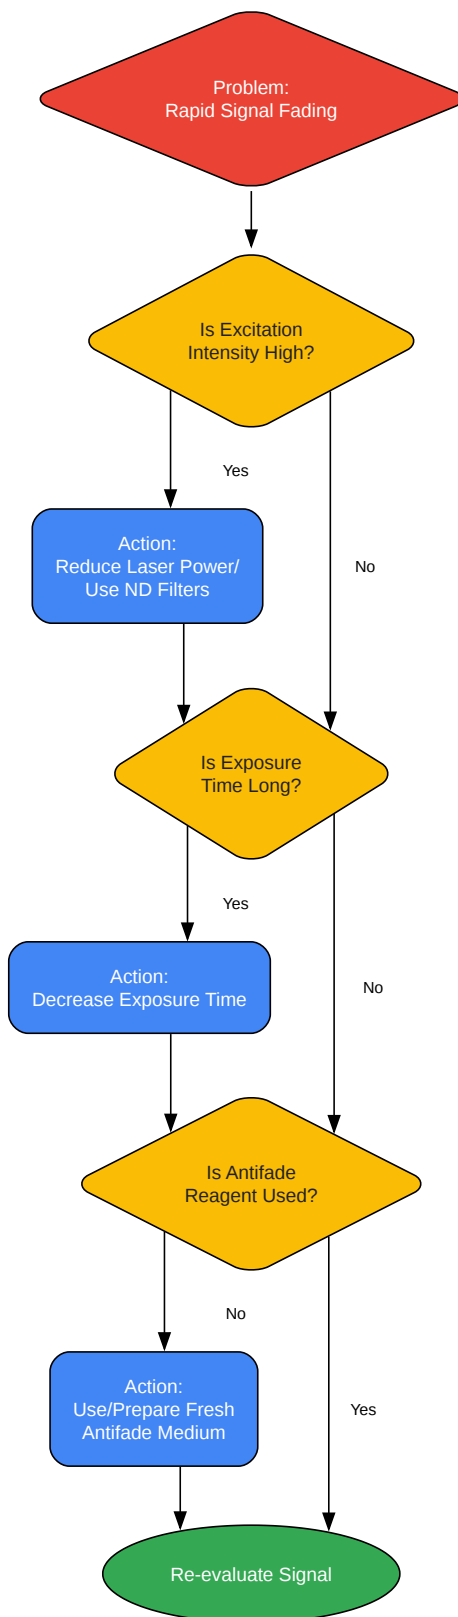 Problem:
Rapid Signal Fading
Is Excitation
Intensity High?
Yes
Action:
Reduce Laser Power/
Use ND Filters
No
Is Exposure
Time Long?
Yes
Action:
Decrease Exposure Time
No
Is Antifade
Reagent Used?
No
Action:
Use/Prepare Fresh
Antifade Medium
Yes
Re-evaluate Signal